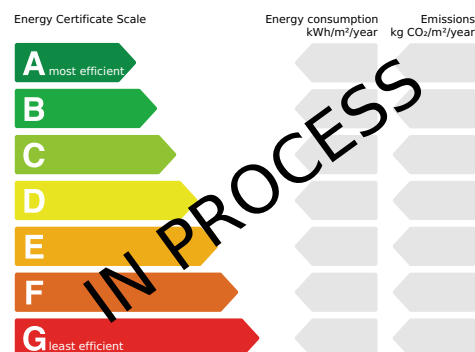 Energy Certificate Scale
Energy consumption
kWh/m²/year
Emissions
kg CO₂/m²/year
A most efficient
B
C
D
E
F
G least efficient
IN PROCESS